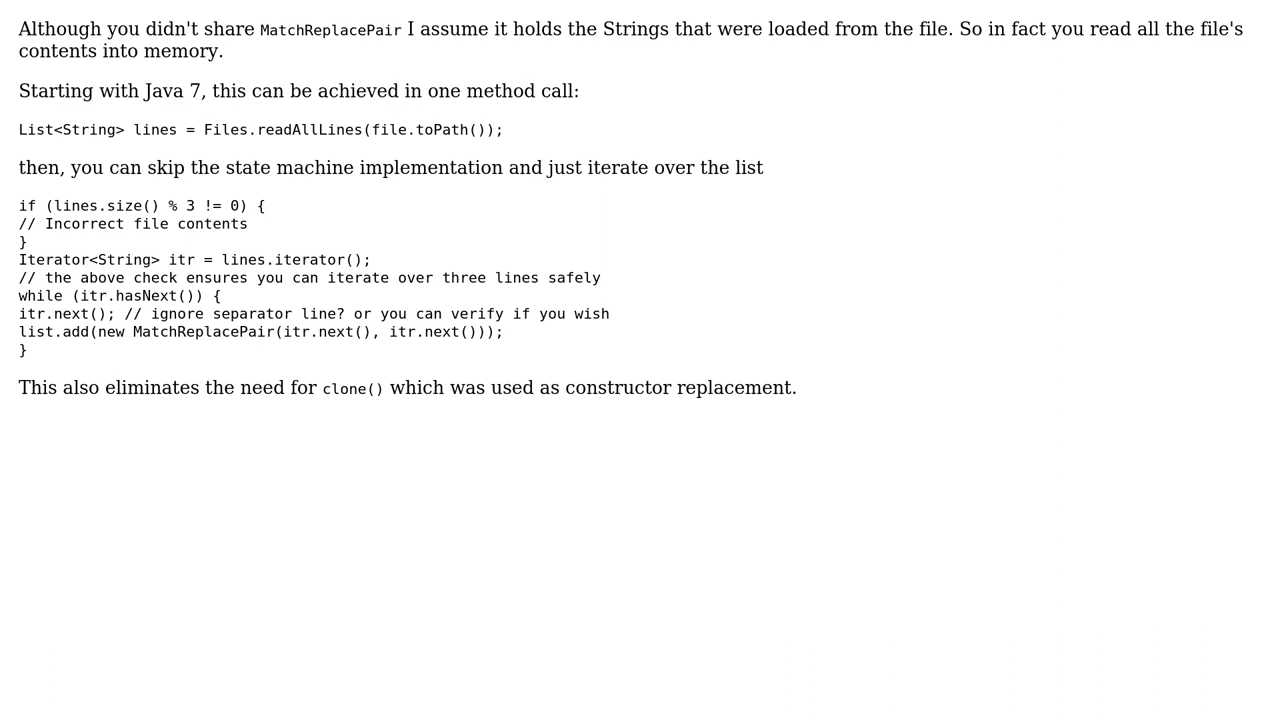 Although you didn't share MatchReplacePair I assume it holds the Strings that were loaded from the file. So in fact you read all the file's
contents into memory.
Starting with Java 7, this can be achieved in one method call:
List<String> lines = Files.readAllLines(file.toPath());
then, you can skip the state machine implementation and just iterate over the list
if (lines.size() % 3 != 0) {
// Incorrect file contents
}
Iterator<String> itr = lines.iterator();
// the above check ensures you can iterate over three lines safely
while (itr.hasNext()) {
itr.next(); // ignore separator line? or you can verify if you wish
list.add(new MatchReplacePair(itr.next(), itr.next()));
}
This also eliminates the need for clone() which was used as constructor replacement.